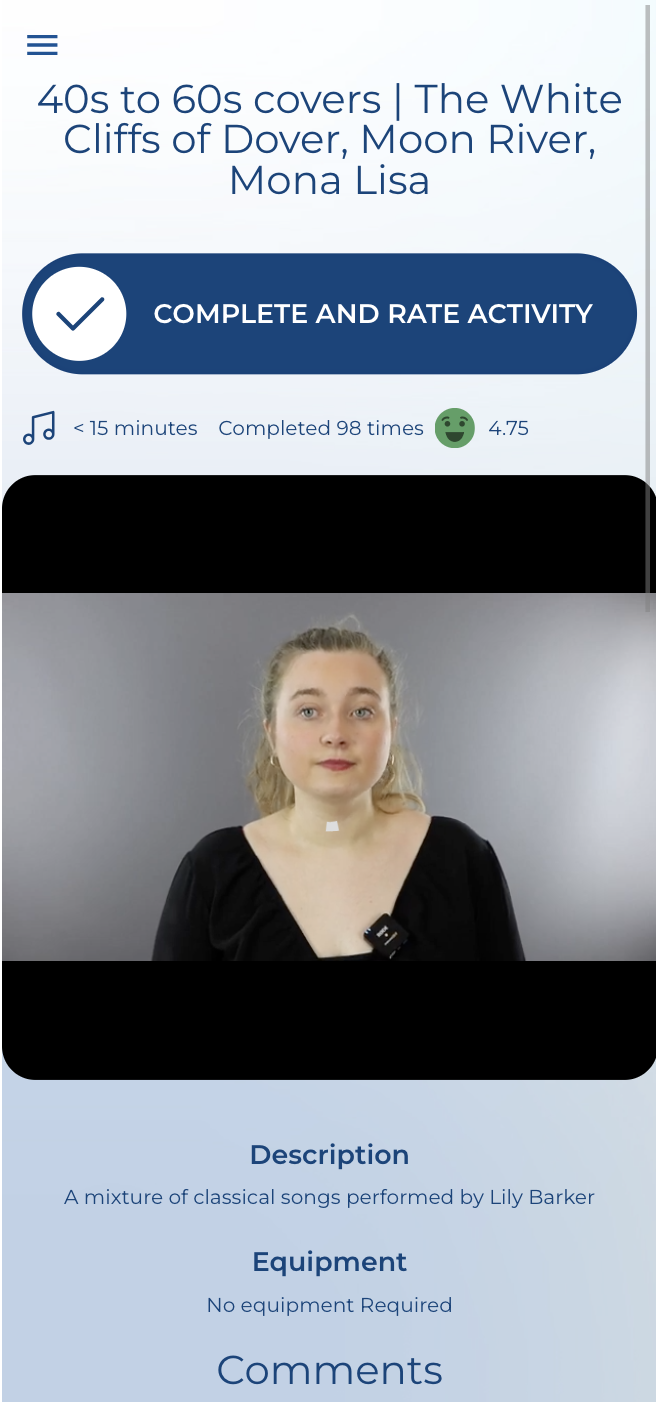 40s to 60s covers | The White
Cliffs of Dover, Moon River,
Mona Lisa
COMPLETE AND RATE ACTIVITY
< 15 minutes Completed 98 times 4.75
Description
A mixture of classical songs performed by Lily Barker
Equipment
No equipment Required
Comments